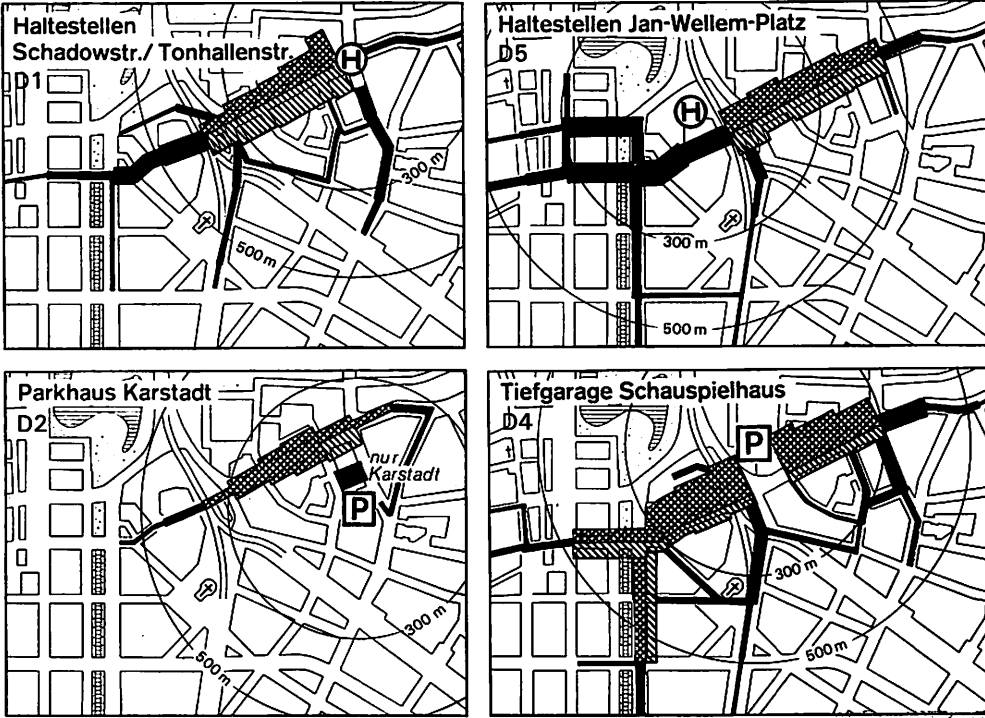 Haltestellen
Schadowstr./Tonhallenstr.
D1
H
300 m
500 m
Haltestellen Jan-Wellem-Platz
D5
H
300 m
500 m
Parkhaus Karstadt
D2
nur
Karstadt
P
300 m
500 m
Tiefgarage Schauspielhaus
D4
P
300 m
500 m